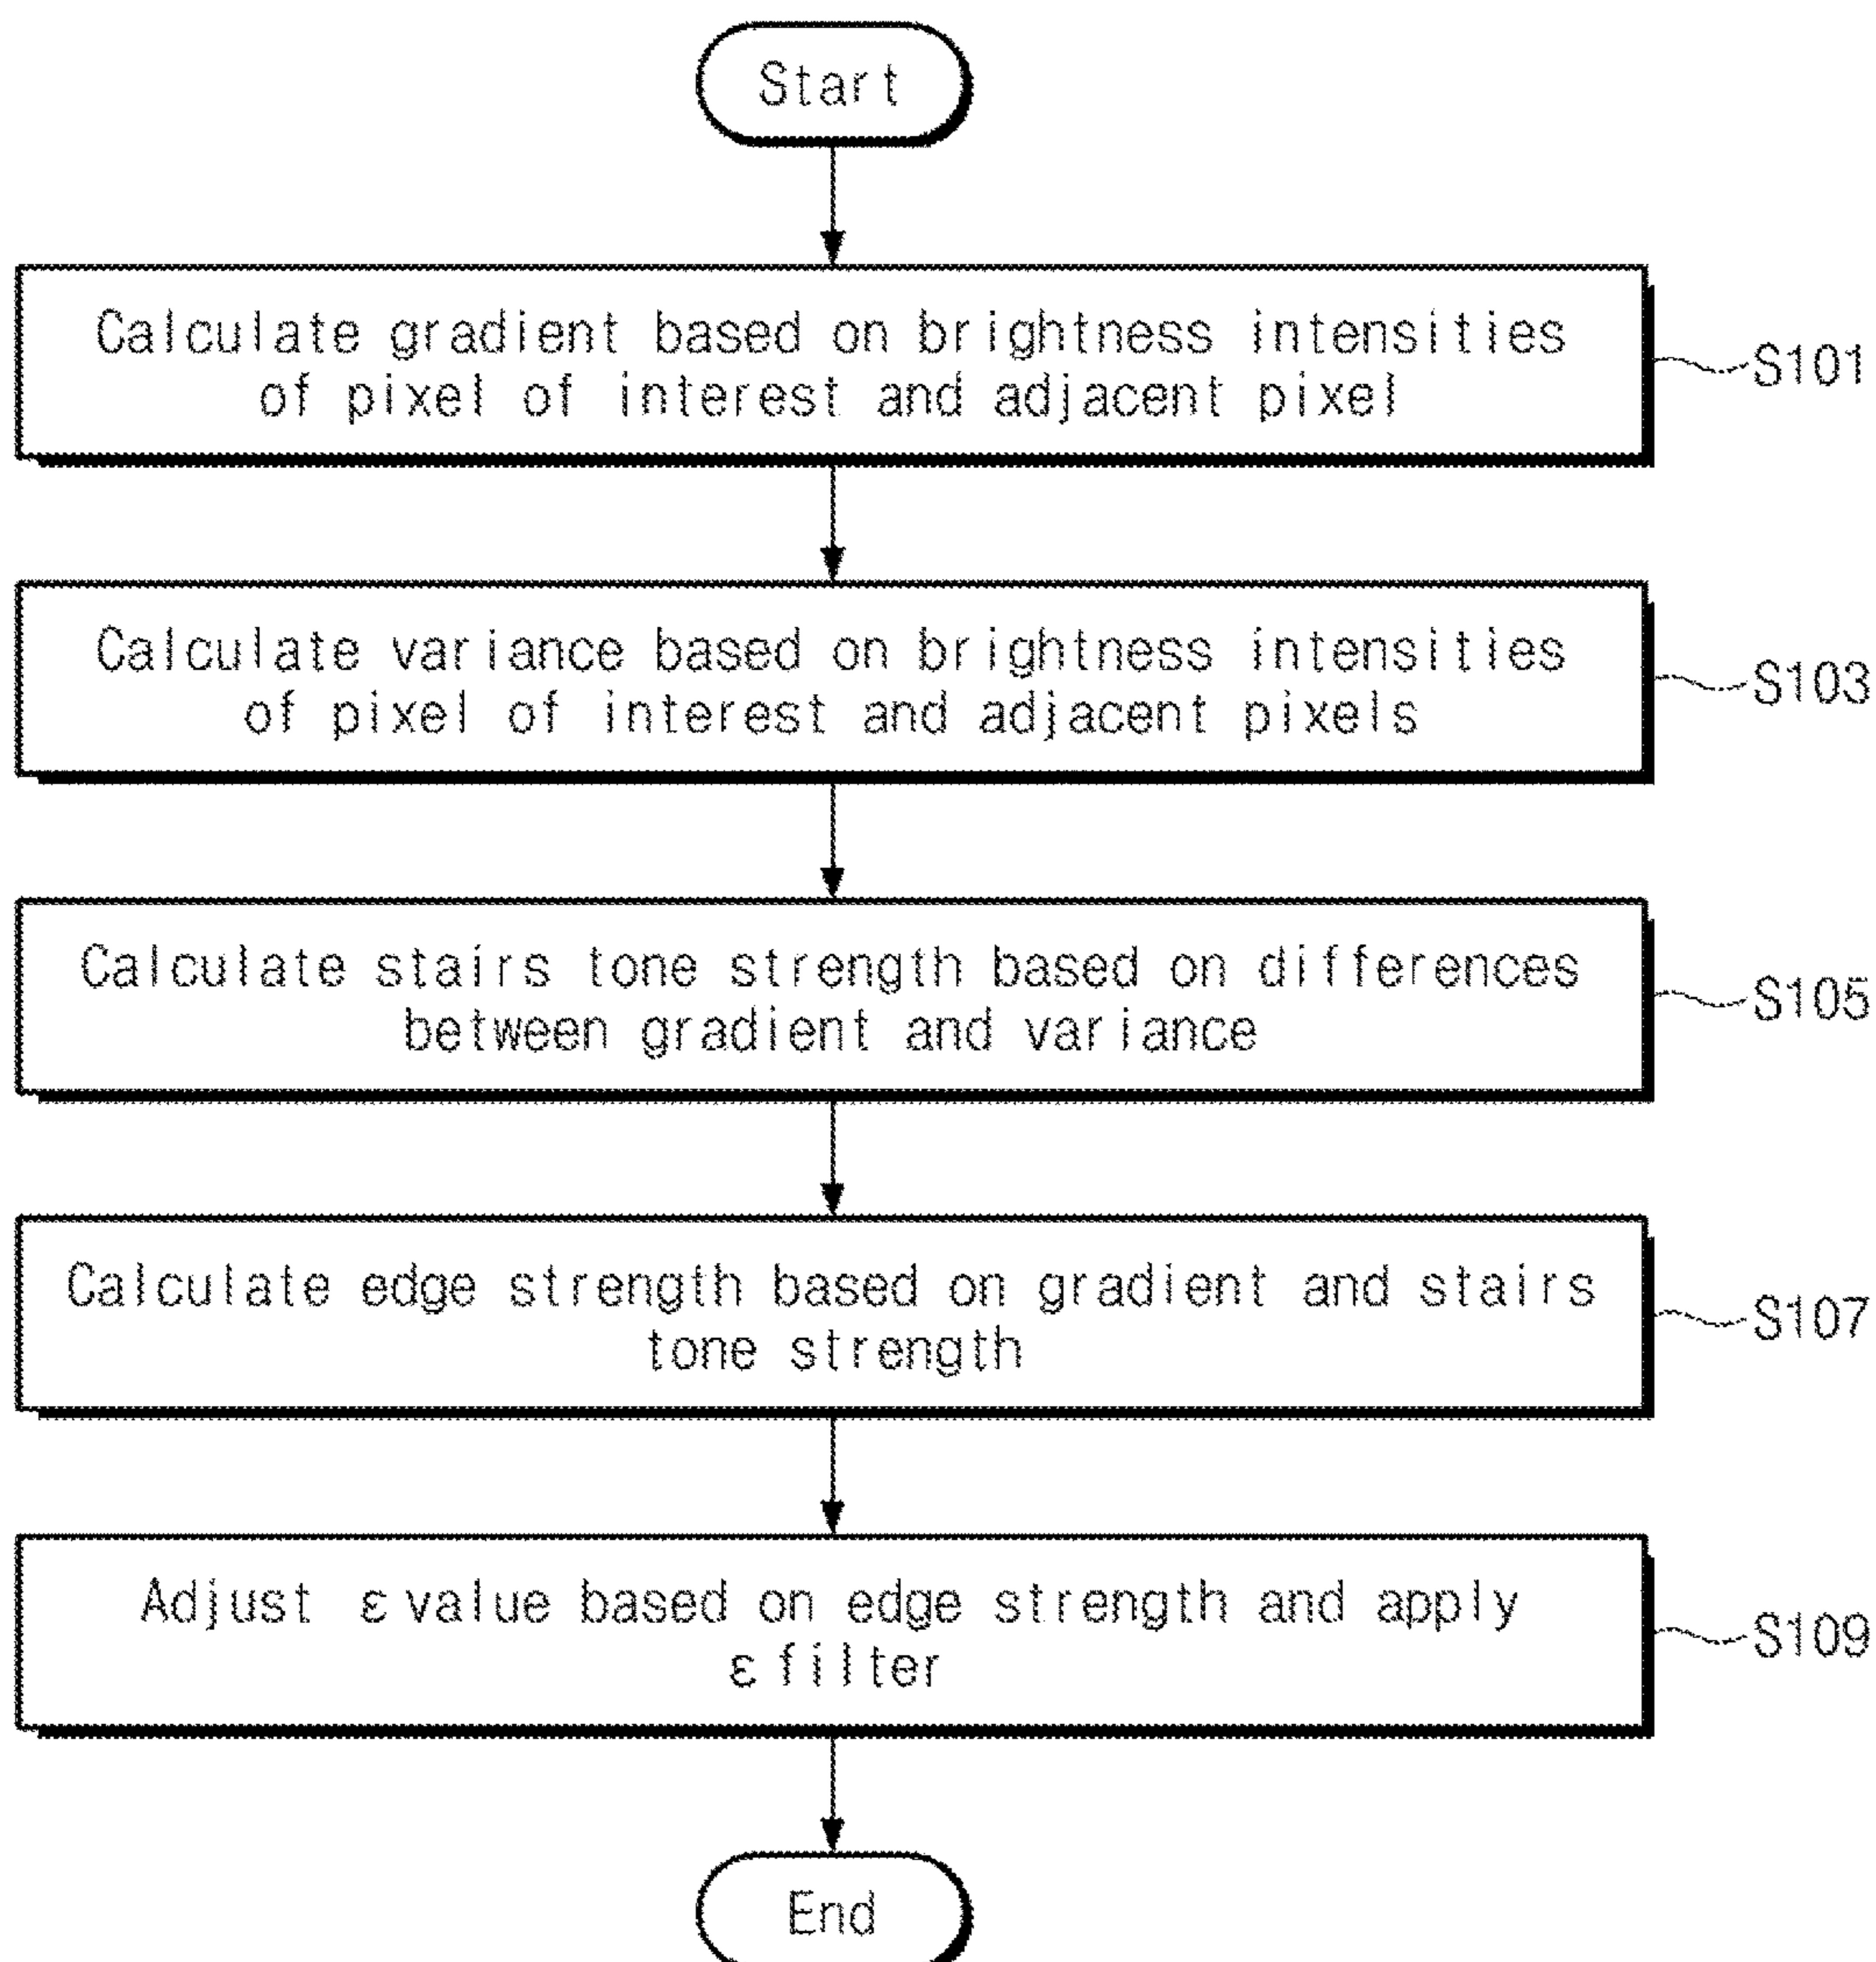 Start
Calculate gradient based on brightness intensities
of pixel of interest and adjacent pixel
S101
Calculate variance based on brightness intensities
of pixel of interest and adjacent pixels
S103
Calculate stairs tone strength based on differences
between gradient and variance
S105
Calculate edge strength based on gradient and stairs
tone strength
S107
Adjust ε value based on edge strength and apply
ε filter
S109
End